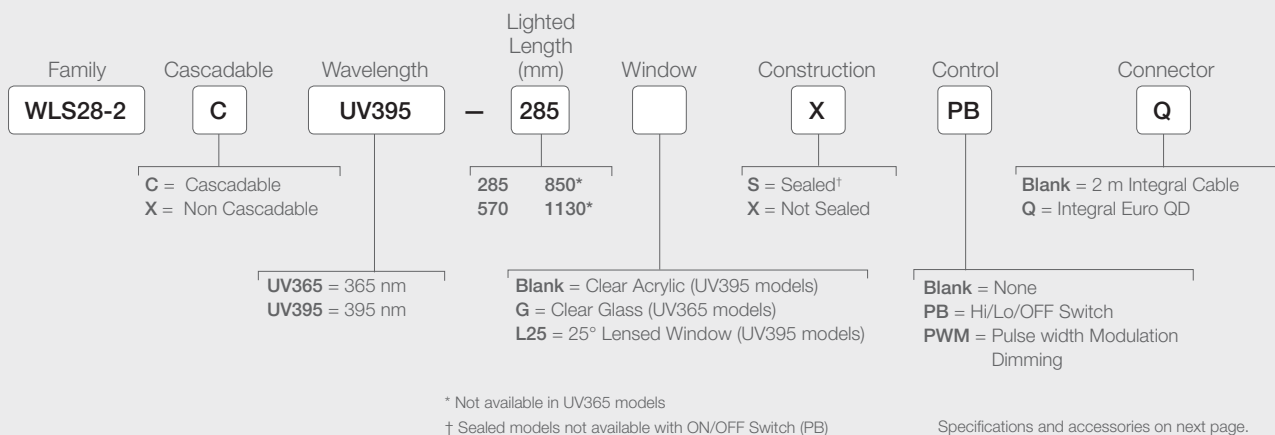 Family
Cascadable
Wavelength
Lighted
Length
(mm)
Window
Construction
Control
Connector
WLS28-2
C
UV395
–
285
X
PB
Q
C = Cascadable
X = Non Cascadable
285 850*
570 1130*
S = Sealed†
X = Not Sealed
Blank = 2 m Integral Cable
Q = Integral Euro QD
UV365 = 365 nm
UV395 = 395 nm
Blank = Clear Acrylic (UV395 models)
G = Clear Glass (UV365 models)
L25 = 25° Lensed Window (UV395 models)
Blank = None
PB = Hi/Lo/OFF Switch
PWM = Pulse width Modulation
Dimming
* Not available in UV365 models
† Sealed models not available with ON/OFF Switch (PB)
Specifications and accessories on next page.